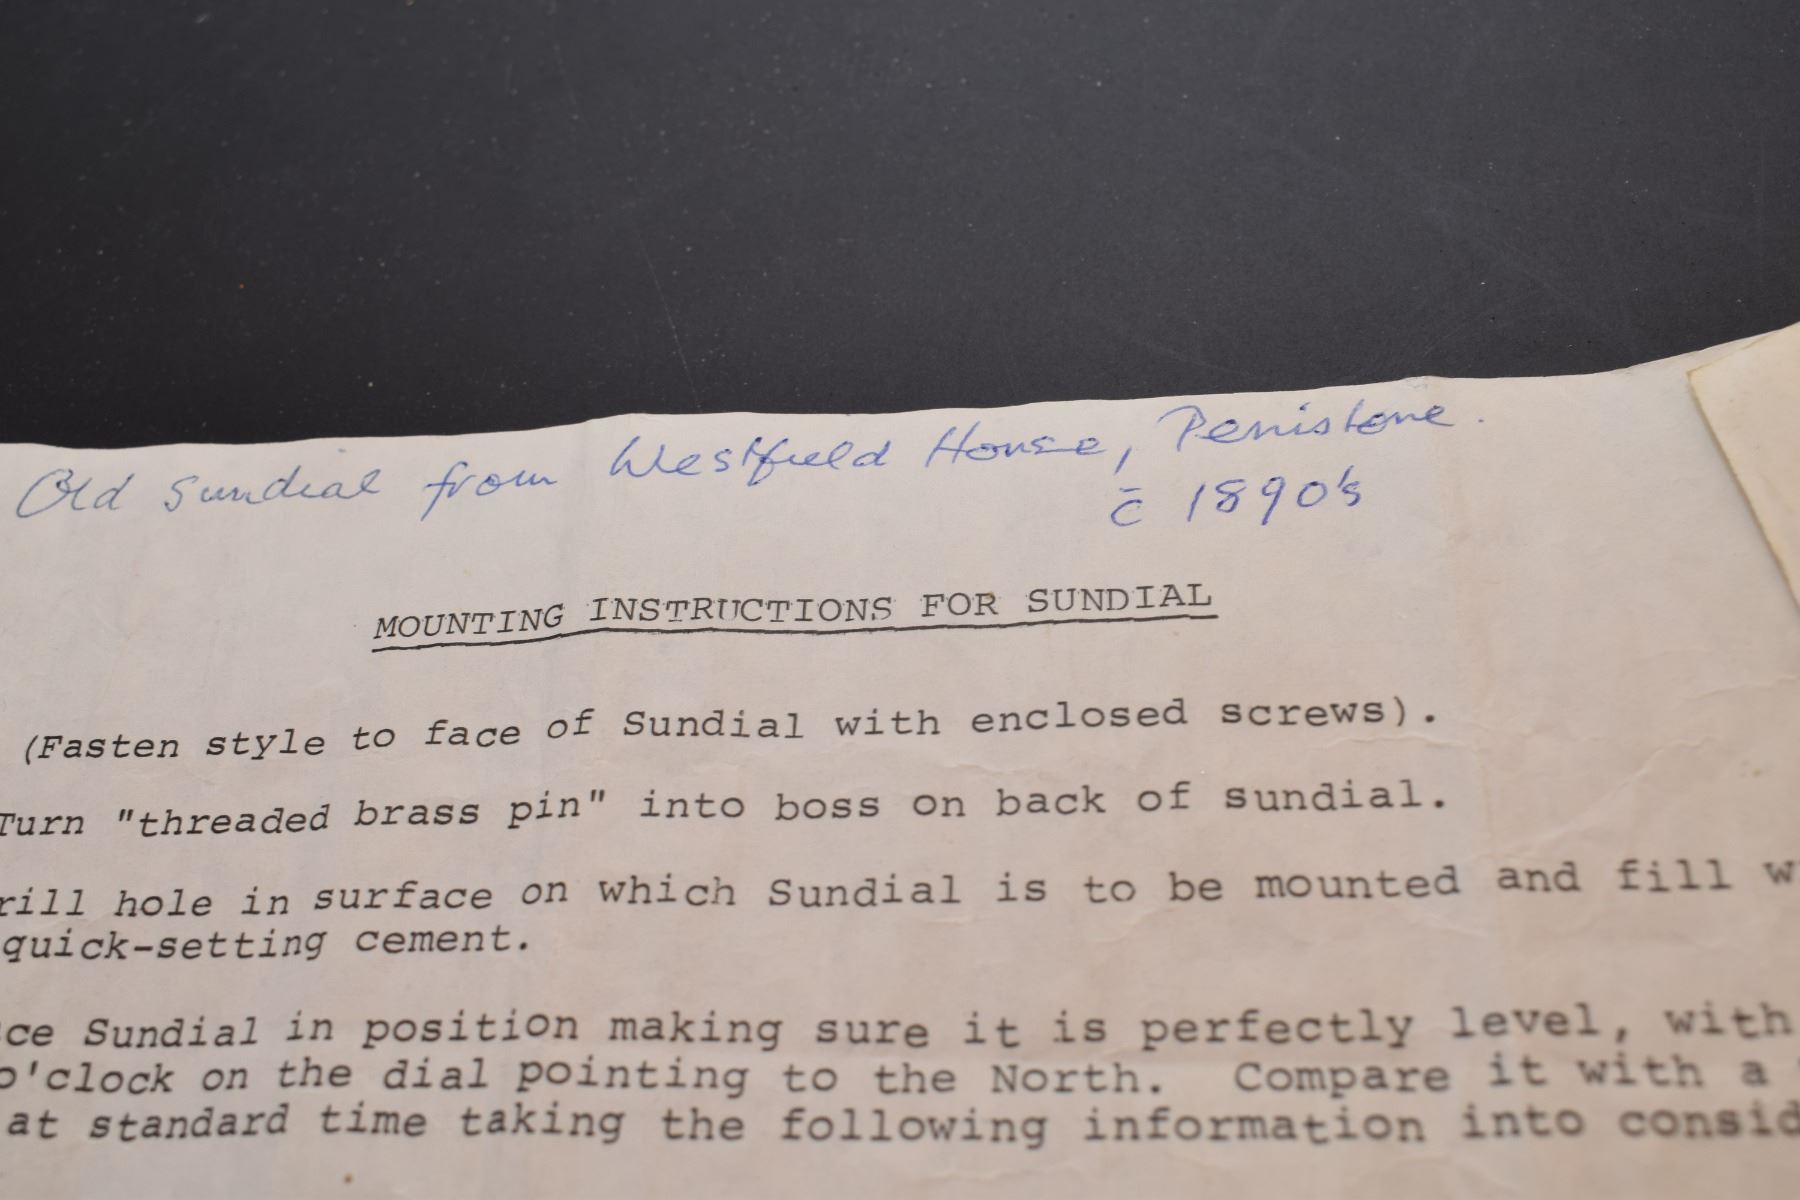 Old sundial from Westfield House, Penistone.
c̄ 1890's
MOUNTING INSTRUCTIONS FOR SUNDIAL
(Fasten style to face of Sundial with enclosed screws).
Turn "threaded brass pin" into boss on back of sundial.
rill hole in surface on which Sundial is to be mounted and fill w
quick-setting cement.
ce Sundial in position making sure it is perfectly level, with
o'clock on the dial pointing to the North. Compare it with a
at standard time taking the following information into consid